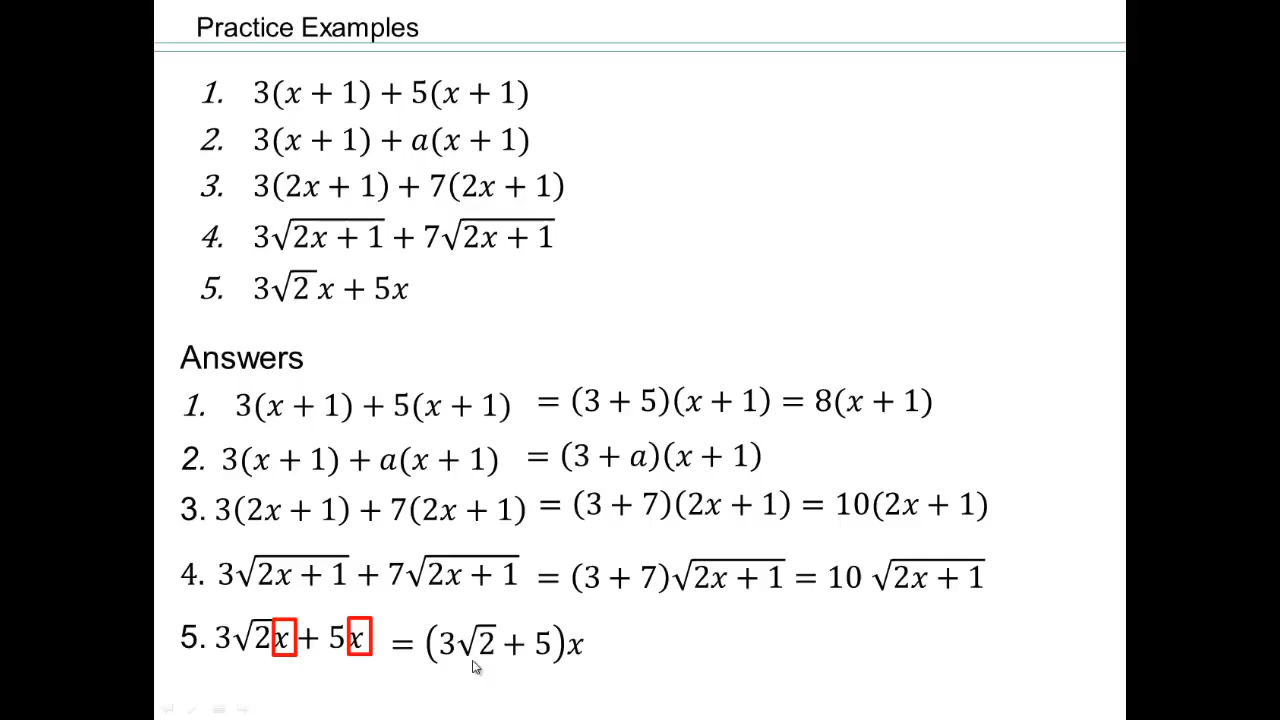 Practice Examples
1. 3(x + 1) + 5(x + 1)
2. 3(x + 1) + a(x + 1)
3. 3(2x + 1) + 7(2x + 1)
4. 3√(2x + 1) + 7√(2x + 1)
5. 3√2 x + 5x
Answers
1. 3(x + 1) + 5(x + 1) = (3 + 5)(x + 1) = 8(x + 1)
2. 3(x + 1) + a(x + 1) = (3 + a)(x + 1)
3. 3(2x + 1) + 7(2x + 1) = (3 + 7)(2x + 1) = 10(2x + 1)
4. 3√(2x + 1) + 7√(2x + 1) = (3 + 7)√(2x + 1) = 10 √(2x + 1)
5. 3√2x + 5x = (3√2 + 5)x